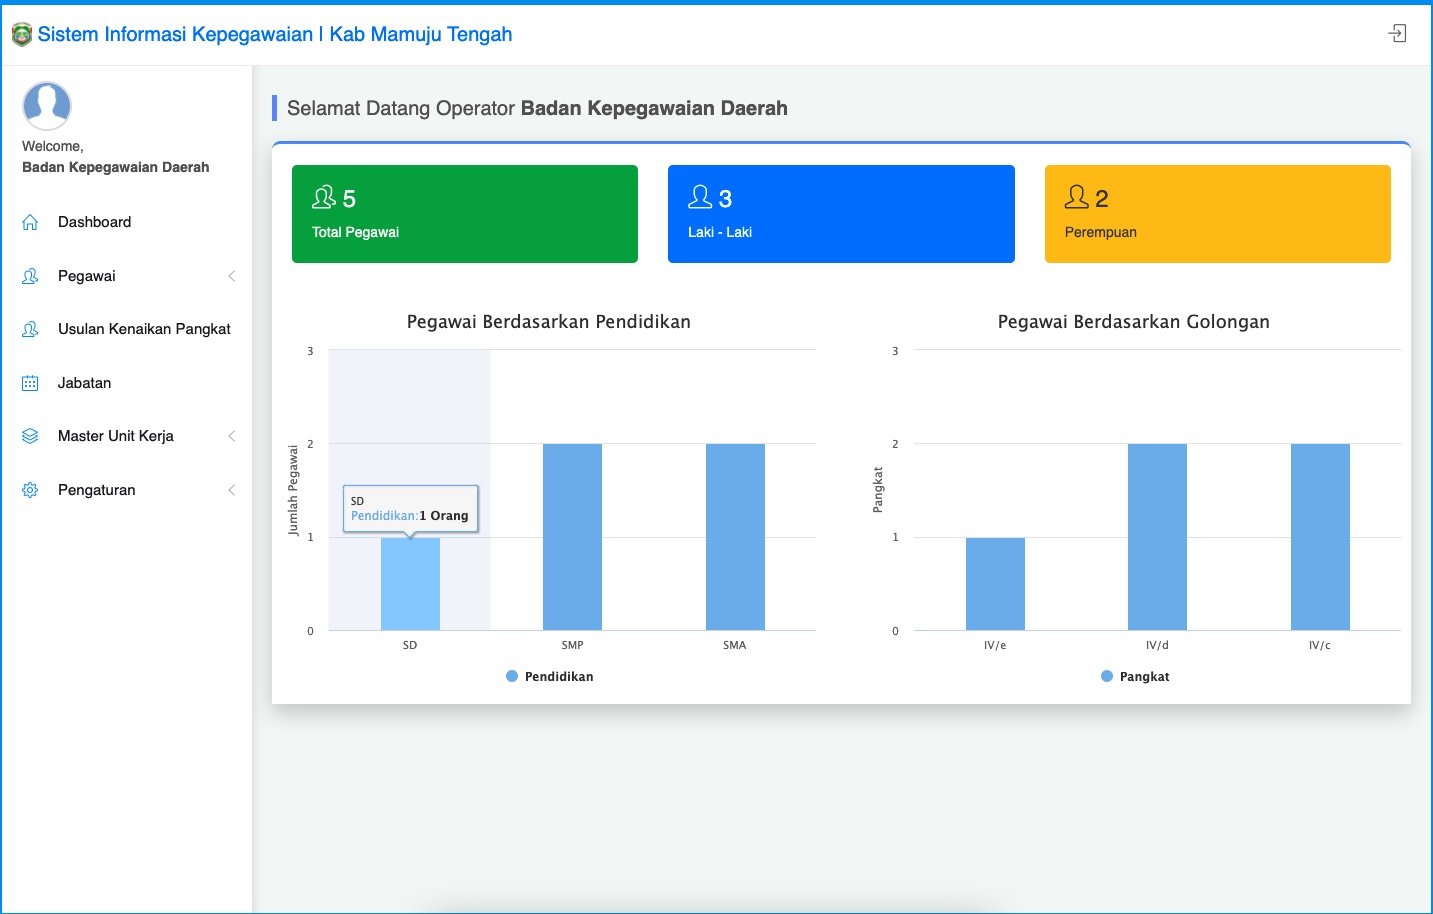 Sistem Informasi Kepegawaian | Kab Mamuju Tengah
Welcome,
Badan Kepegawaian Daerah
Dashboard
Pegawai
Usulan Kenaikan Pangkat
Jabatan
Master Unit Kerja
Pengaturan
Selamat Datang Operator Badan Kepegawaian Daerah
5
Total Pegawai
3
Laki - Laki
2
Perempuan
Pegawai Berdasarkan Pendidikan
Jumlah Pegawai
3
2
1
0
SD
Pendidikan:1 Orang
SD SMP SMA
Pendidikan
Pegawai Berdasarkan Golongan
Pangkat
3
2
1
0
IV/e IV/d IV/c
Pangkat